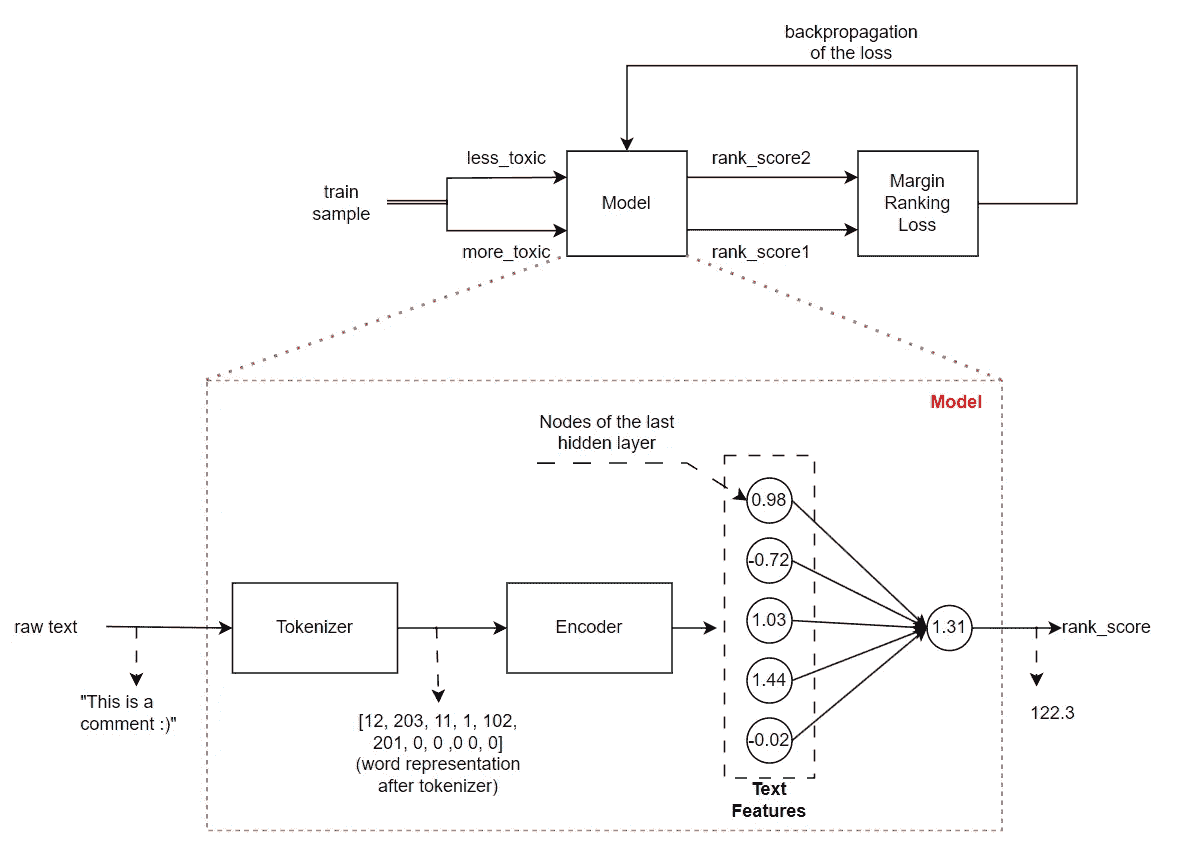 backpropagation
of the loss
less_toxic
rank_score2
train
sample
Model
Margin
Ranking
Loss
more_toxic
rank_score1
Model
Nodes of the last
hidden layer
0.98
-0.72
1.03
1.44
-0.02
raw text
Tokenizer
Encoder
1.31
rank_score
"This is a
comment :)"
[12, 203, 11, 1, 102,
201, 0, 0 ,0 0, 0]
(word representation
after tokenizer)
122.3
Text
Features